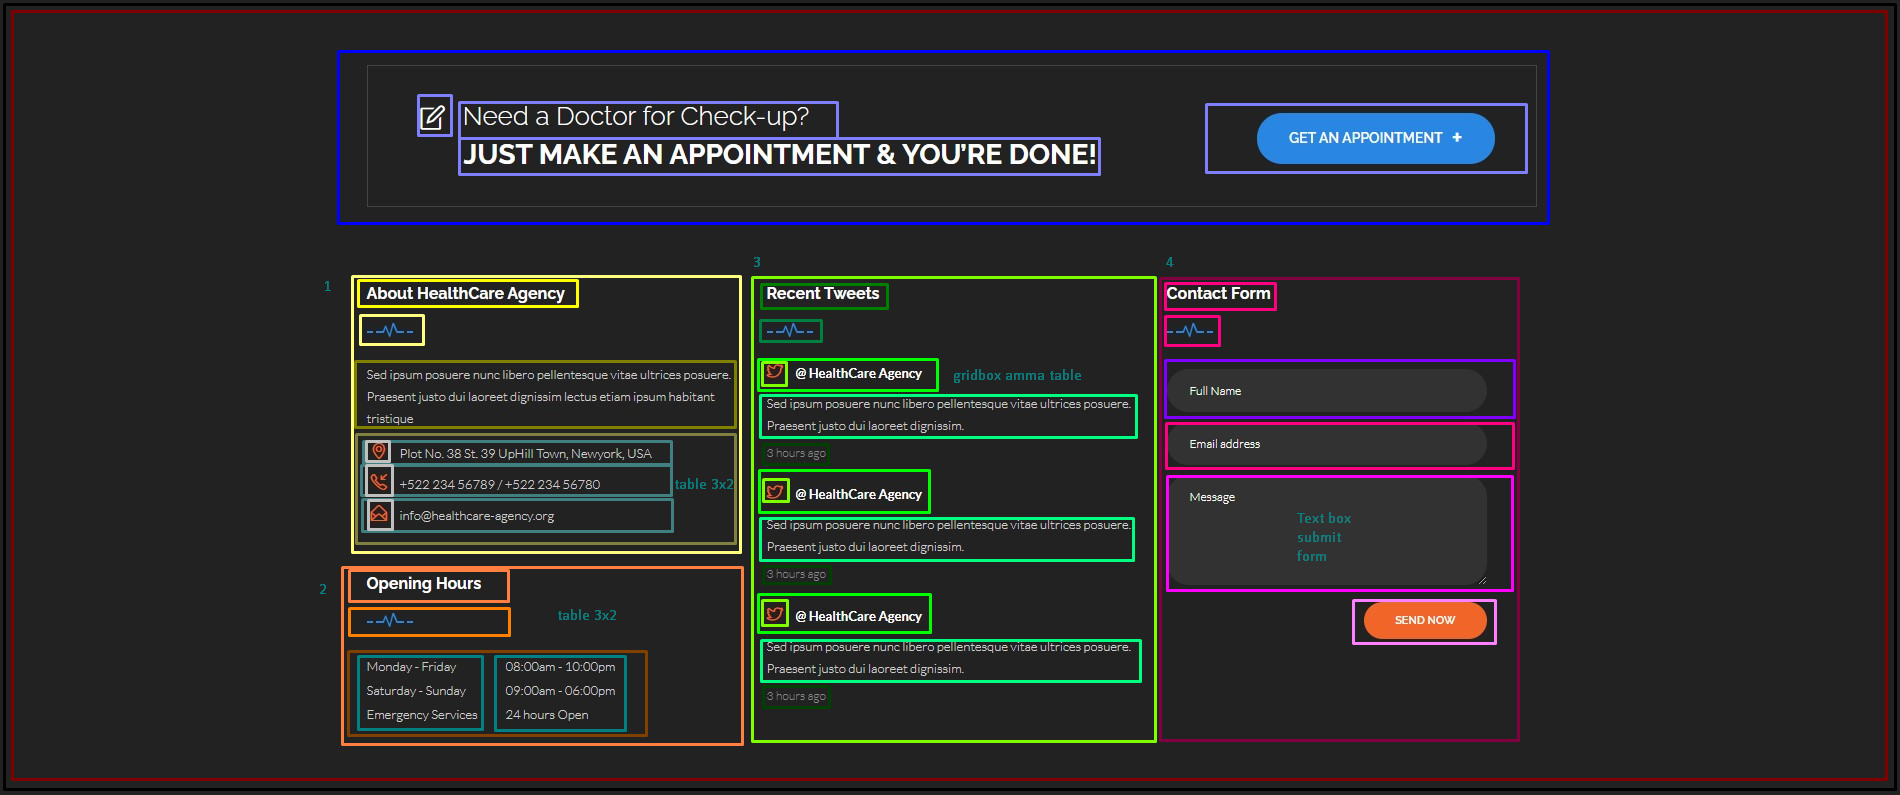 Need a Doctor for Check-up?
JUST MAKE AN APPOINTMENT & YOU'RE DONE!
GET AN APPOINTMENT +
1
About HealthCare Agency
Sed ipsum posuere nunc libero pellentesque vitae ultrices posuere.
Praesent justo dui laoreet dignissim lectus etiam ipsum habitant
tristique
Plot No. 38 St. 39 UpHill Town, Newyork, USA
+522 234 56789 / +522 234 56780
table 3x2
info@healthcare-agency.org
2
Opening Hours
table 3x2
Monday - Friday 08:00am - 10:00pm
Saturday - Sunday 09:00am - 06:00pm
Emergency Services 24 hours Open
3
Recent Tweets
@ HealthCare Agency
gridbox amma table
Sed ipsum posuere nunc libero pellentesque vitae ultrices posuere.
Praesent justo dui laoreet dignissim.
3 hours ago
@ HealthCare Agency
Sed ipsum posuere nunc libero pellentesque vitae ultrices posuere.
Praesent justo dui laoreet dignissim.
3 hours ago
@ HealthCare Agency
Sed ipsum posuere nunc libero pellentesque vitae ultrices posuere.
Praesent justo dui laoreet dignissim.
3 hours ago
4
Contact Form
Full Name
Email address
Message
Text box
submit
form
SEND NOW